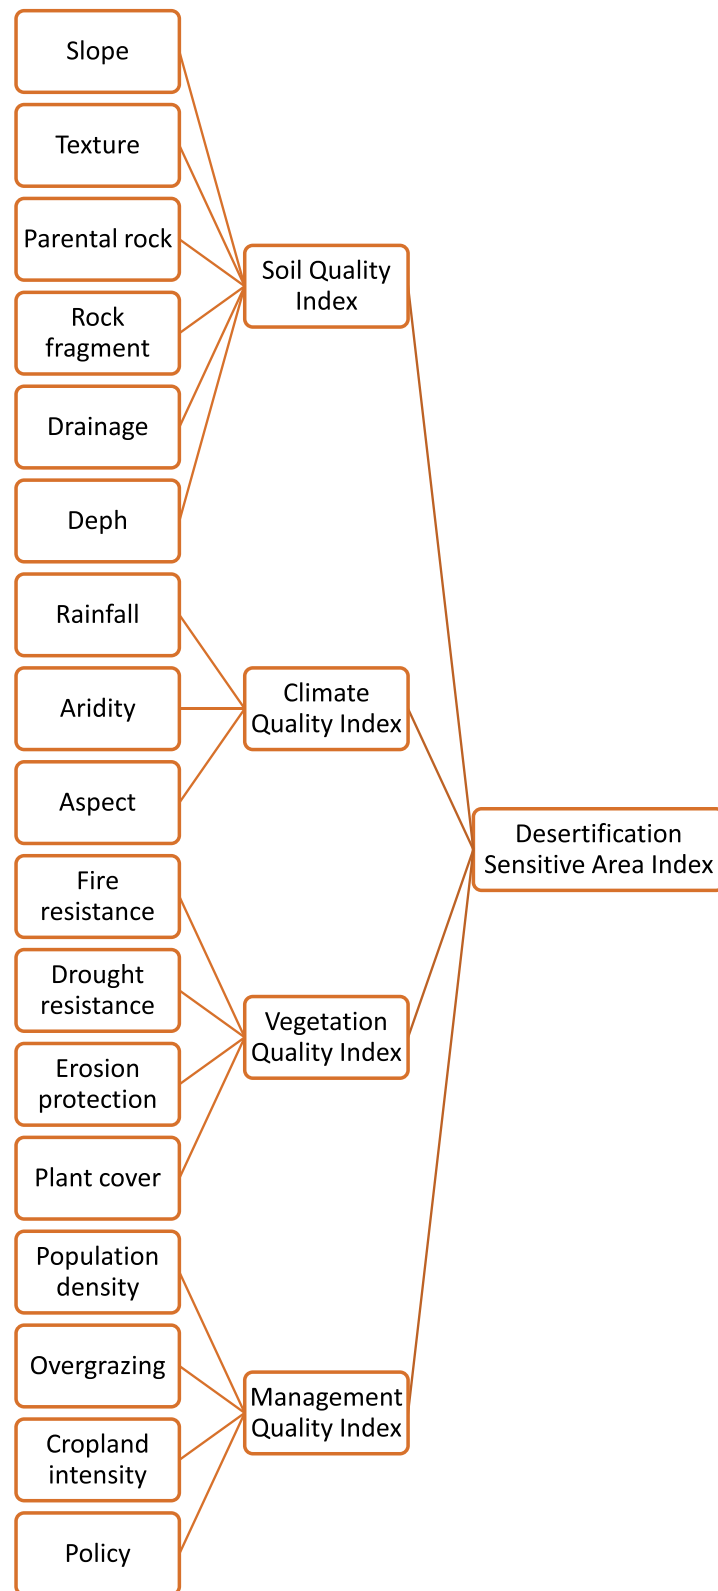 Slope
Texture
Parental rock
Rock
fragment
Drainage
Deph
Rainfall
Aridity
Aspect
Fire
resistance
Drought
resistance
Erosion
protection
Plant cover
Population
density
Overgrazing
Cropland
intensity
Policy
Soil Quality
Index
Climate
Quality Index
Vegetation
Quality Index
Management
Quality Index
Desertification
Sensitive Area Index